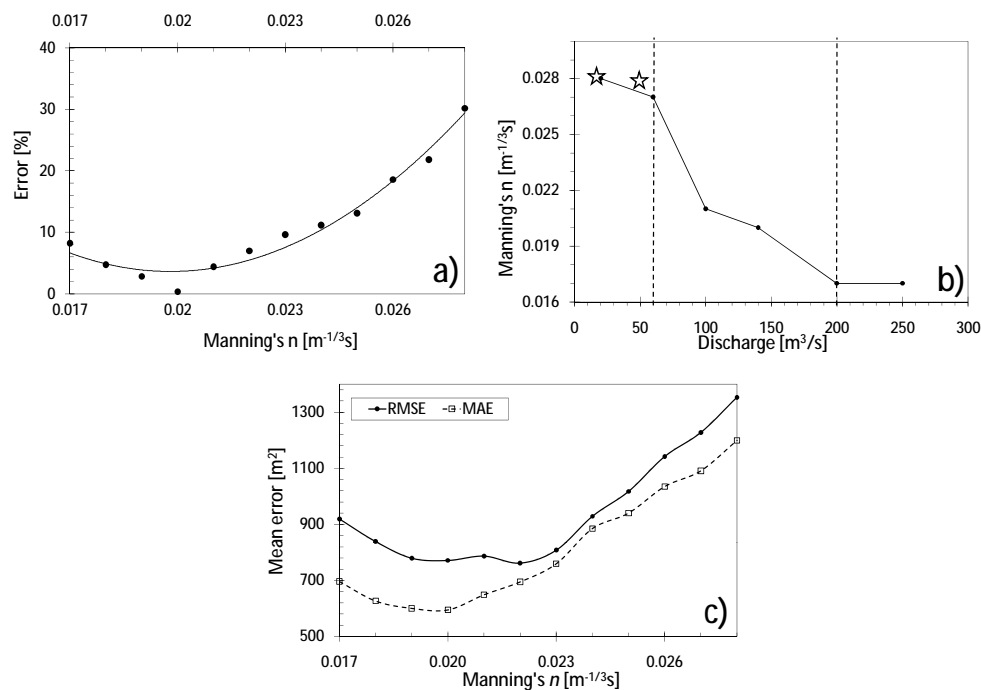 0.017 0.02 0.023 0.026
40
30
20
10
0
Error [%]
a)
0.017 0.02 0.023 0.026
Manning's n [m-1/3s]
0.028
0.025
0.022
0.019
0.016
Manning's n [m-1/3s]
b)
0 50 100 150 200 250 300
Discharge [m3/s]
RMSE MAE
1300
1100
900
700
500
Mean error [m2]
c)
0.017 0.020 0.023 0.026
Manning's n [m-1/3s]